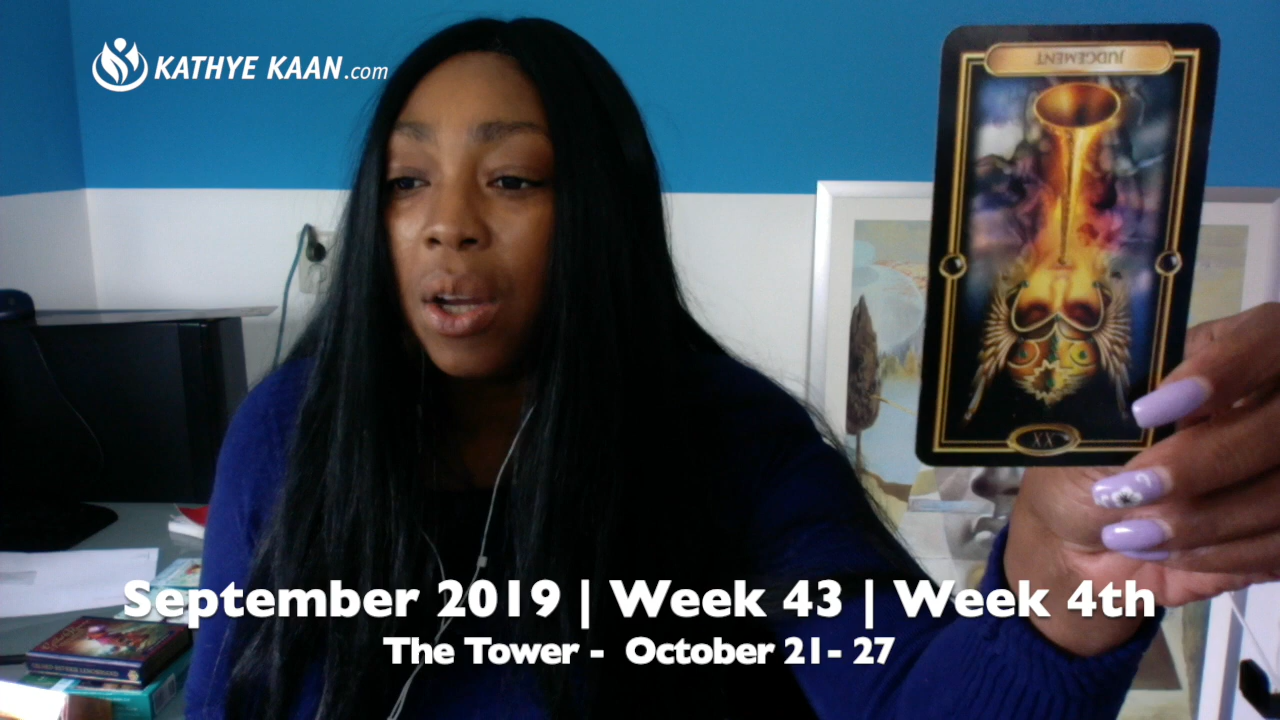 KATHYE KAAN.com
JUDGEMENT
XX
September 2019 | Week 43 | Week 4th
The Tower - October 21- 27